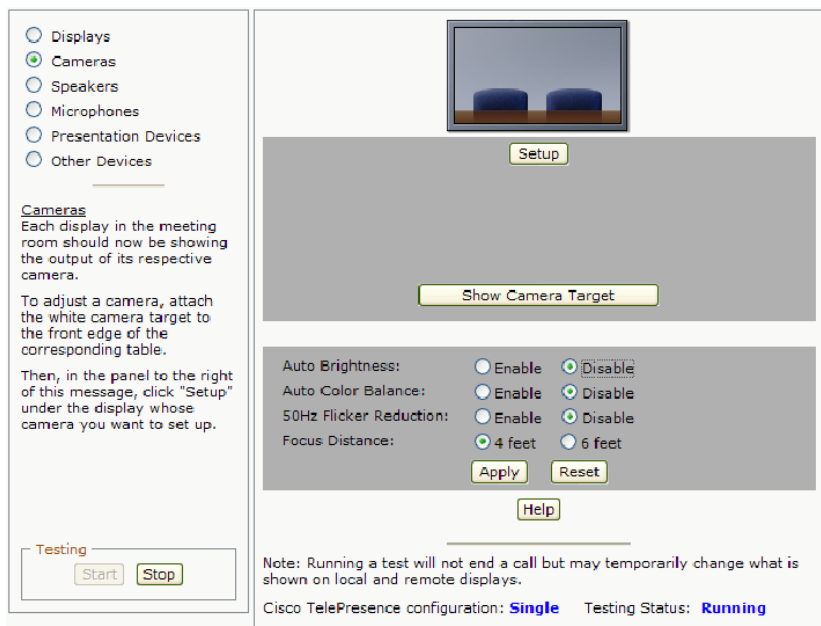 Displays
Cameras
Speakers
Microphones
Presentation Devices
Other Devices
Cameras
Each display in the meeting
room should now be showing
the output of its respective
camera.
To adjust a camera, attach
the white camera target to
the front edge of the
corresponding table.
Then, in the panel to the right
of this message, click "Setup"
under the display whose
camera you want to set up.
Testing
Start Stop
Setup
Show Camera Target
Auto Brightness: Enable Disable
Auto Color Balance: Enable Disable
50Hz Flicker Reduction: Enable Disable
Focus Distance: 4 feet 6 feet
Apply Reset
Help
Note: Running a test will not end a call but may temporarily change what is
shown on local and remote displays.
Cisco TelePresence configuration: Single Testing Status: Running